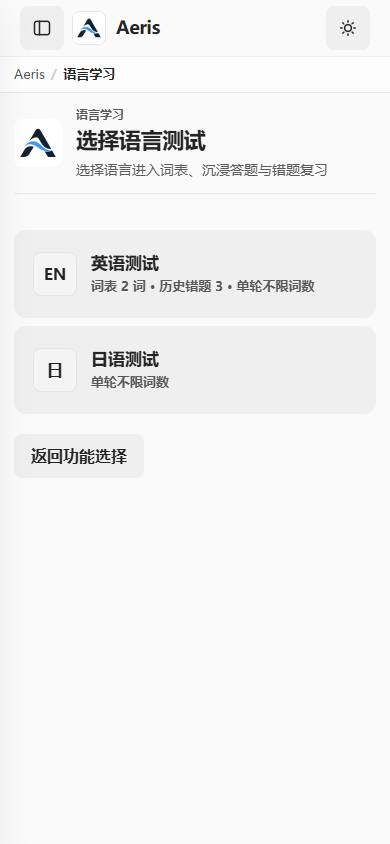 Aeris
Aeris / 语言学习
语言学习
选择语言测试
选择语言进入词表、沉浸答题与错题复习
EN
英语测试
词表 2 词 • 历史错题 3 • 单轮不限词数
日
日语测试
单轮不限词数
返回功能选择